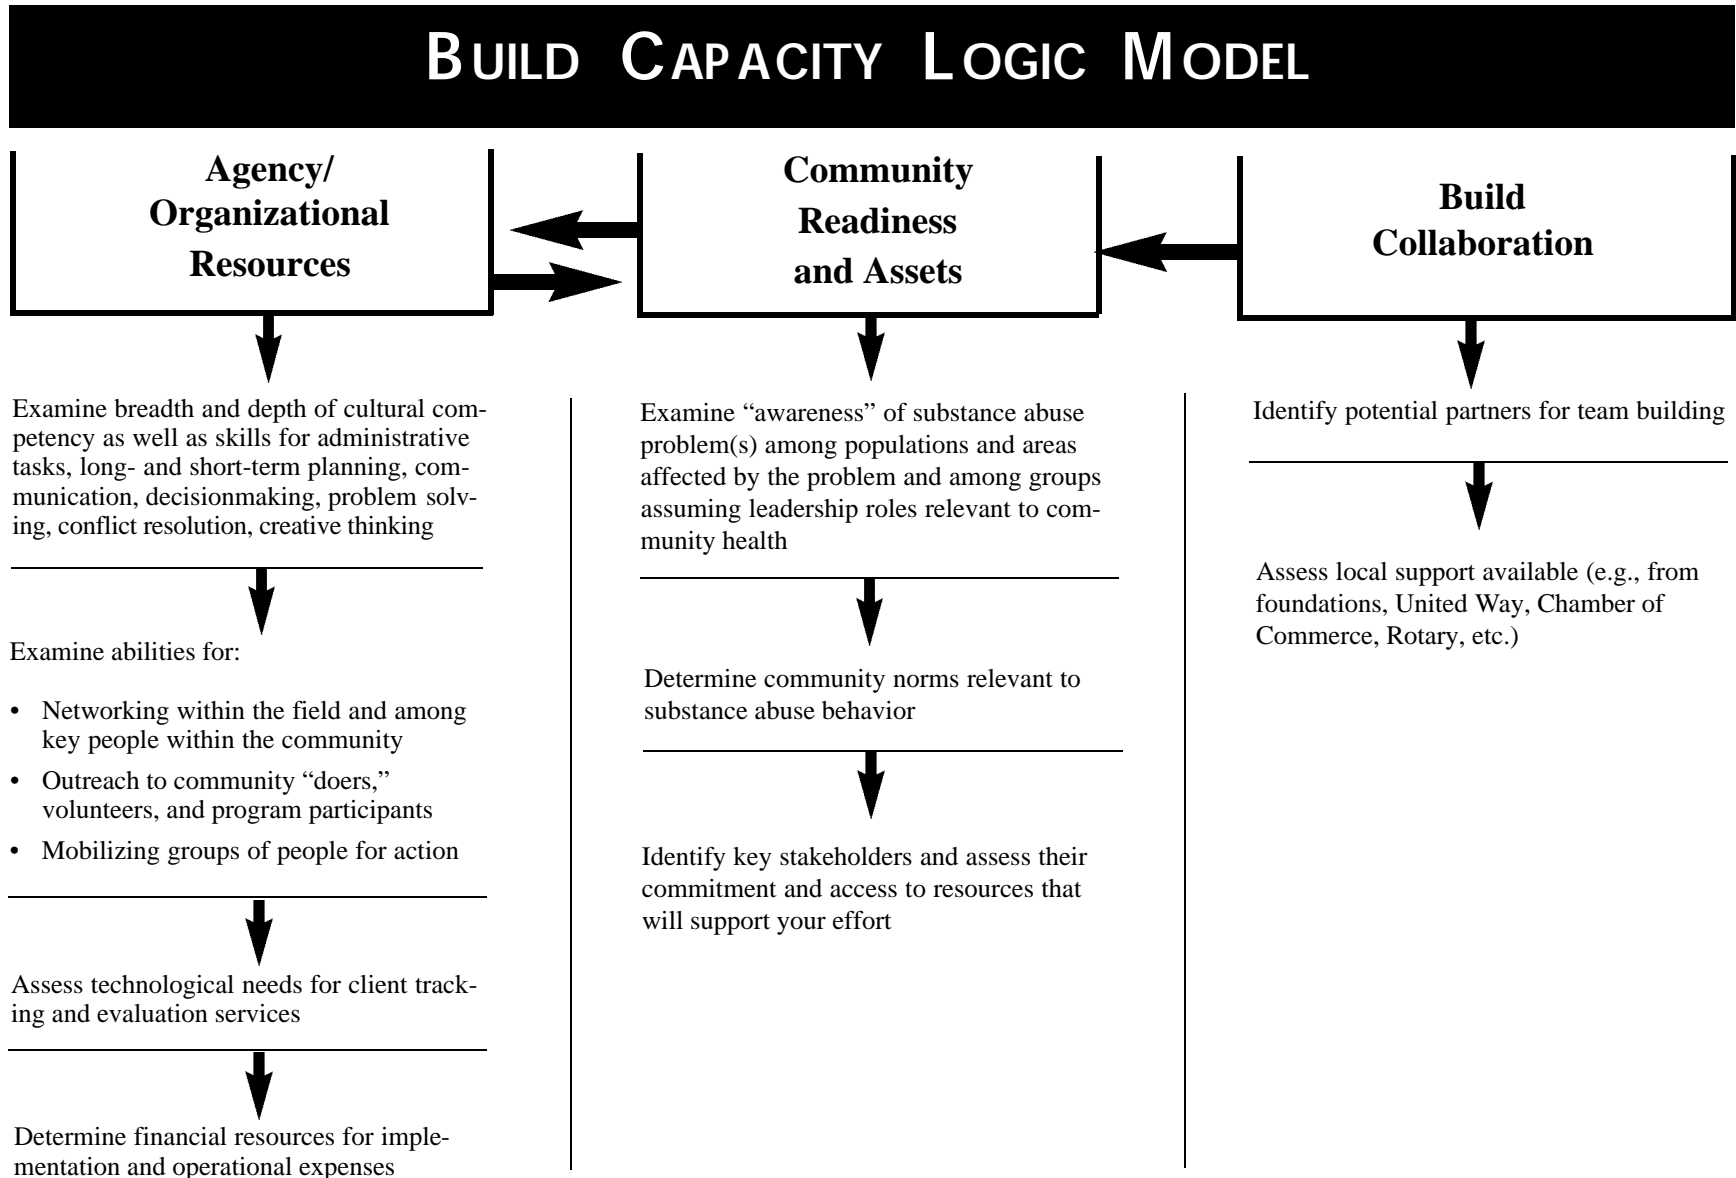 BUILD CAPACITY LOGIC MODEL
Agency/
Organizational
Resources
Community
Readiness
and Assets
Build
Collaboration
Examine breadth and depth of cultural com-
petency as well as skills for administrative
tasks, long- and short-term planning, com-
munication, decisionmaking, problem solv-
ing, conflict resolution, creative thinking
Examine abilities for:
• Networking within the field and among
key people within the community
• Outreach to community “doers,”
volunteers, and program participants
• Mobilizing groups of people for action
Assess technological needs for client track-
ing and evaluation services
Determine financial resources for imple-
mentation and operational expenses
Examine “awareness” of substance abuse
problem(s) among populations and areas
affected by the problem and among groups
assuming leadership roles relevant to com-
munity health
Determine community norms relevant to
substance abuse behavior
Identify key stakeholders and assess their
commitment and access to resources that
will support your effort
Identify potential partners for team building
Assess local support available (e.g., from
foundations, United Way, Chamber of
Commerce, Rotary, etc.)